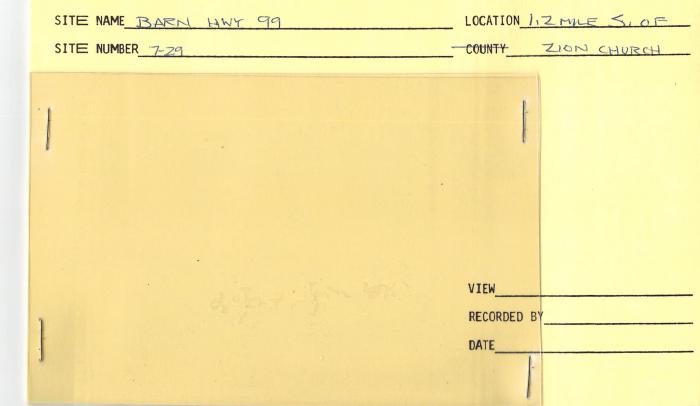 SITE NAME BARN HWY 99 LOCATION 1.2 MILE S. OF
SITE NUMBER 7-29 COUNTY ZION CHURCH
VIEW
RECORDED BY
DATE